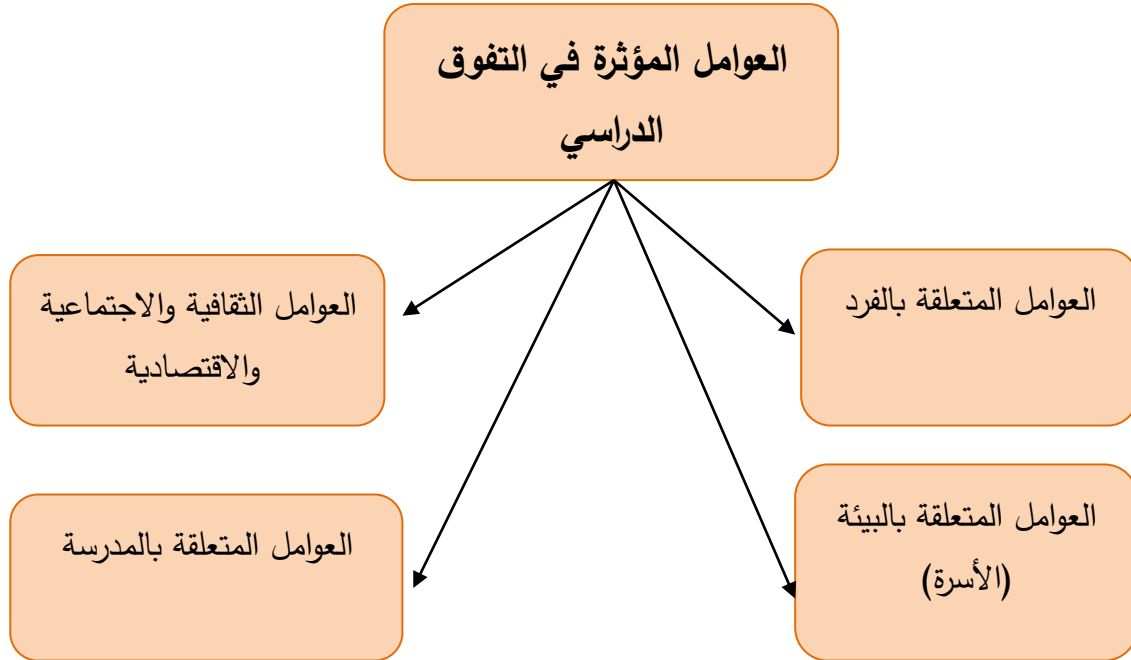 العوامل المؤثرة في التفوق
الدراسي
العوامل المتعلقة بالفرد
العوامل الثقافية والاجتماعية
والاقتصادية
العوامل المتعلقة بالبيئة
(الأسرة)
العوامل المتعلقة بالمدرسة